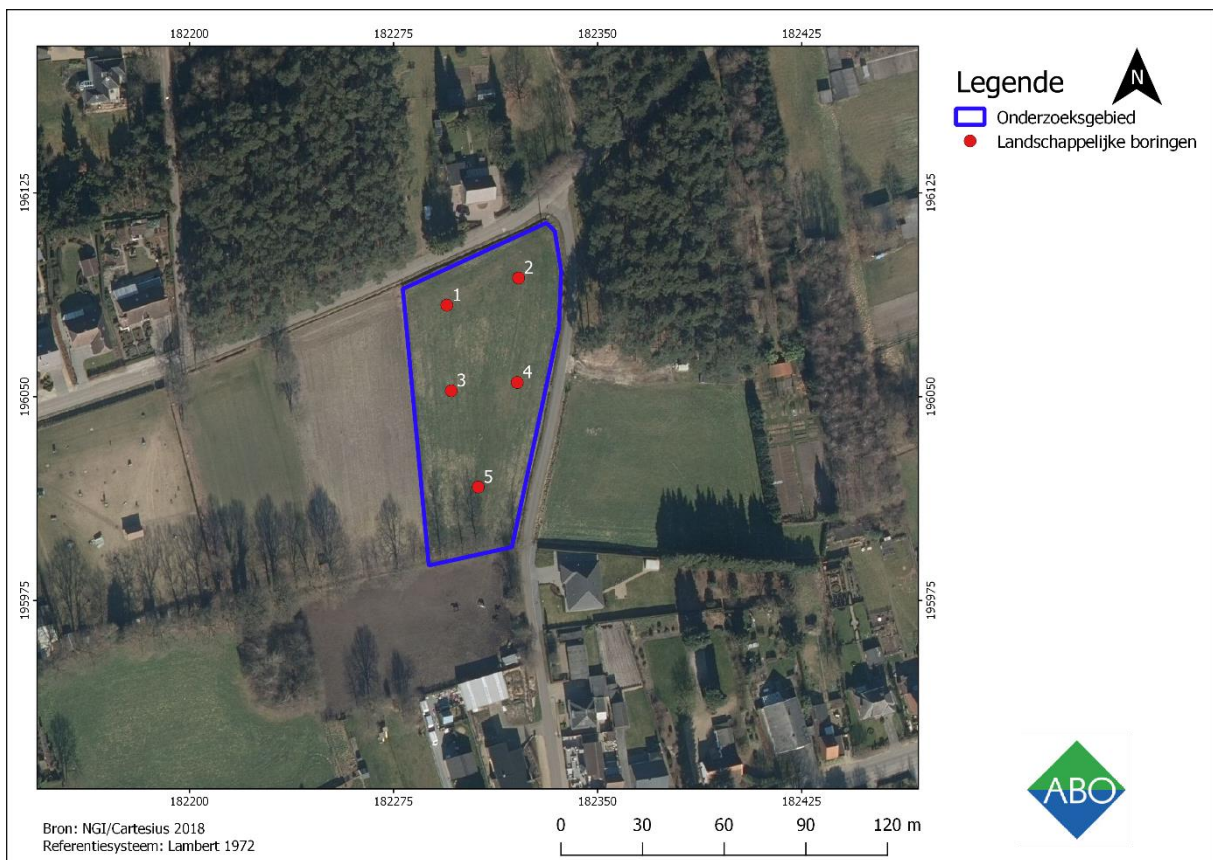 182200 182275 182350 182425
Legende
N
Onderzoeksgebied
Landschappelijke boringen
196125 196125
2
1
4
3
196050 196050
5
195975 195975
182200 182275 182350 182425
ABO
Bron: NGI/Cartesius 2018
Referentiesysteem: Lambert 1972
0 30 60 90 120 m